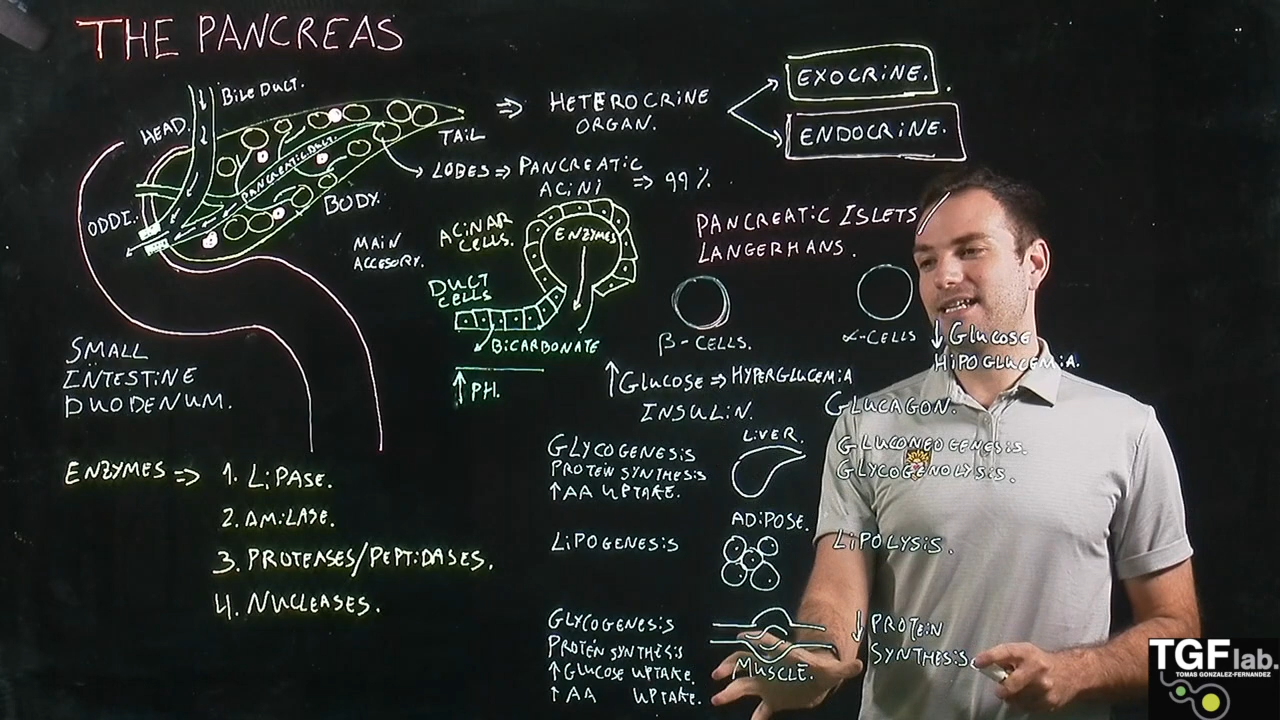 THE PANCREAS
BILE DUCT.
HEAD.
TAIL
PANCREATIC DUCT.
BODY.
ODDI.
⇒ HETEROCRINE
ORGAN.
EXOCRINE.
ENDOCRINE.
LOBES ⇒ PANCREATIC
ACINI ⇒ 99%
MAIN
ACCESORY.
ACINAR
CELLS.
ENZYMES
DUCT
CELLS
BICARBONATE
↑ PH.
SMALL
INTESTINE
DUODENUM.
ENZYMES ⇒ 1. LIPASE.
2. AMILASE.
3. PROTEASES/PEPTIDASES.
4. NUCLEASES.
PANCREATIC ISLETS
LANGERHANS.
β-CELLS.
↑ GLUCOSE ⇒ HYPERGLUCEMIA
INSULIN.
α-CELLS
↓ GLUCOSE
HIPOGLUCEMIA.
GLUCAGON.
LIVER.
GLYCOGENESIS
PROTEIN SYNTHESIS
↑ AA UPTAKE.
GLUCONEOGENESIS.
GLYCOGENOLYSIS.
ADIPOSE.
LIPOGENESIS
LIPOLYSIS.
GLYCOGENESIS
PROTEIN SYNTHESIS
↑ GLUCOSE UPTAKE.
↑ AA UPTAKE.
MUSCLE.
↓ PROTEIN
SYNTHESIS
TGF lab.
TOMAS GONZALEZ-FERNANDEZ